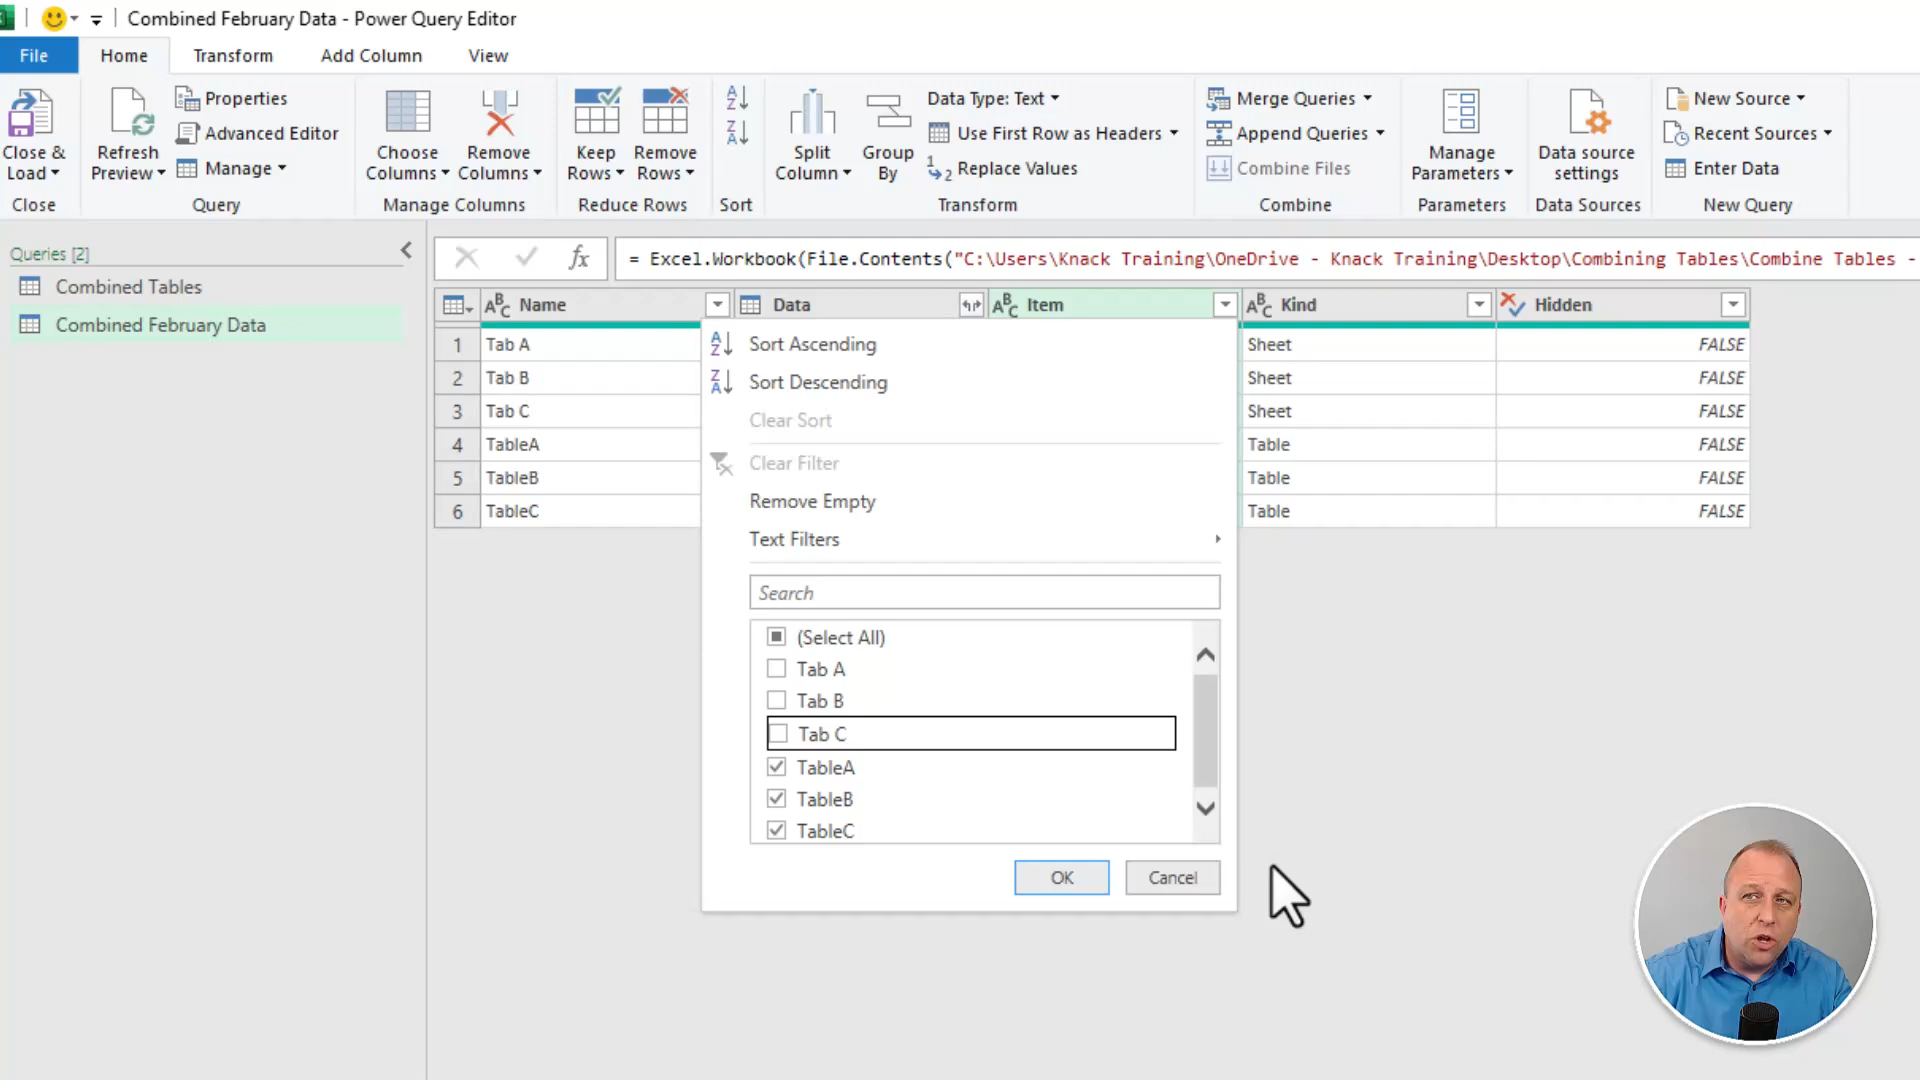 Combined February Data - Power Query Editor
File Home Transform Add Column View
Close & Load
Close
Refresh Preview
Properties
Advanced Editor
Manage
Query
Choose Columns
Remove Columns
Manage Columns
Keep Rows
Remove Rows
Reduce Rows
Sort
Split Column
Group By
Data Type: Text
Use First Row as Headers
Replace Values
Transform
Merge Queries
Append Queries
Combine Files
Combine
Manage Parameters
Parameters
Data source settings
Data Sources
New Source
Recent Sources
Enter Data
New Query
Queries [2]
Combined Tables
Combined February Data
fx = Excel.Workbook(File.Contents("C:\Users\Knack Training\OneDrive - Knack Training\Desktop\Combining Tables\Combine Tables -
Name Data Item Kind Hidden
1 Tab A Sheet FALSE
2 Tab B Sheet FALSE
3 Tab C Sheet FALSE
4 TableA Table FALSE
5 TableB Table FALSE
6 TableC Table FALSE
Sort Ascending
Sort Descending
Clear Sort
Clear Filter
Remove Empty
Text Filters
Search
(Select All)
Tab A
Tab B
Tab C
TableA
TableB
TableC
OK Cancel